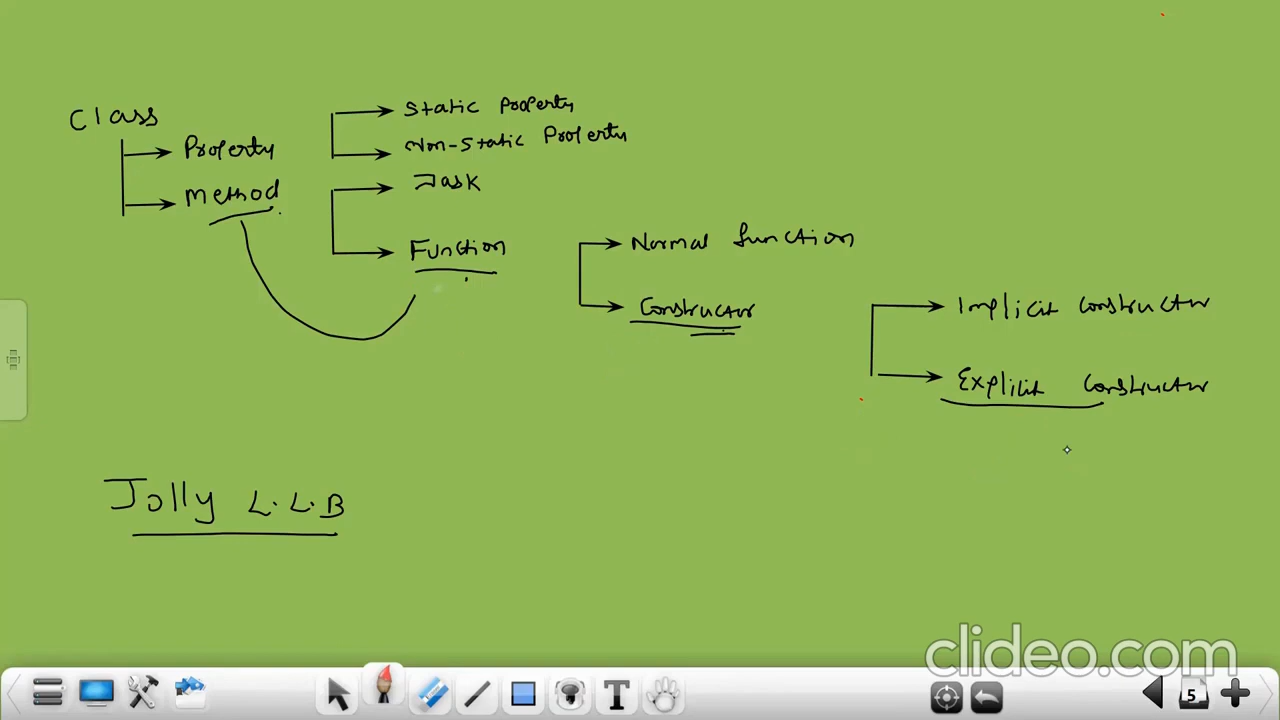 Class
Property
Method
Static Property
Non-Static Property
Task
Function
Normal function
Constructor
Implicit Constructor
Explicit Constructor
Jolly L.L.B
clideo.com
T
5